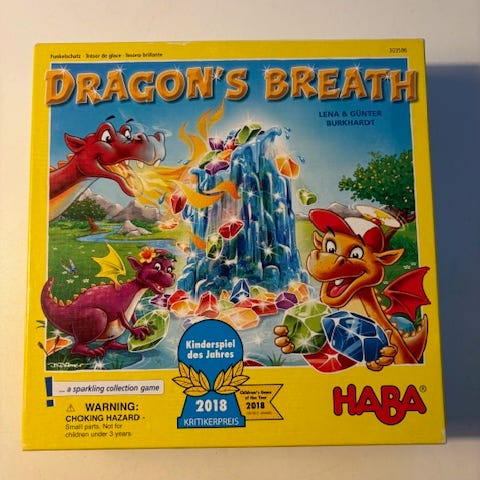 Funkelschatz · Trésor de glace · Tesoro brillante
303586
DRAGON'S BREATH
LENA & GÜNTER
BURKHARDT
Kinderspiel
des Jahres
2018
KRITIKERPREIS
Children's Game
of the Year
2018
... a sparkling collection game
WARNING:
CHOKING HAZARD -
Small parts. Not for
children under 3 years.
HABA®